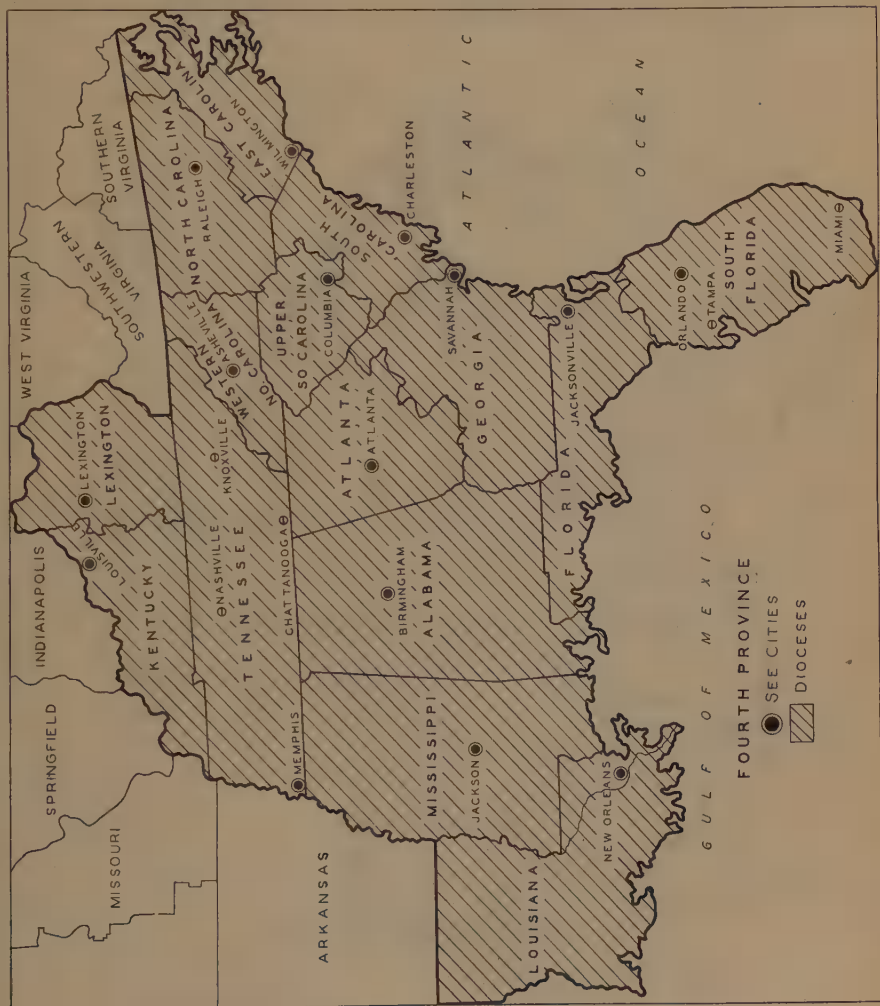 WEST VIRGINIA
SOUTHERN
VIRGINIA
SOUTHWESTERN
VIRGINIA
INDIANAPOLIS
SPRINGFIELD
MISSOURI
ARKANSAS
LEXINGTON
LEXINGTON
LOUISVILLE
KENTUCKY
NORTH CAROLINA
RALEIGH
EAST CAROLINA
WILMINGTON
WESTERN
ASHEVILLE
NO. CAROLINA
NASHVILLE
KNOXVILLE
TENNESSEE
CHATTANOOGA
MEMPHIS
UPPER
SO CAROLINA
COLUMBIA
SOUTH
CAROLINA
CHARLESTON
ATLANTA
ATLANTA
SAVANNAH
GEORGIA
BIRMINGHAM
ALABAMA
MISSISSIPPI
JACKSON
LOUISIANA
NEW ORLEANS
FLORIDA
JACKSONVILLE
ORLANDO
TAMPA
SOUTH
FLORIDA
MIAMI
ATLANTIC
OCEAN
GULF OF MEXICO
FOURTH PROVINCE
SEE CITIES
DIOCESES